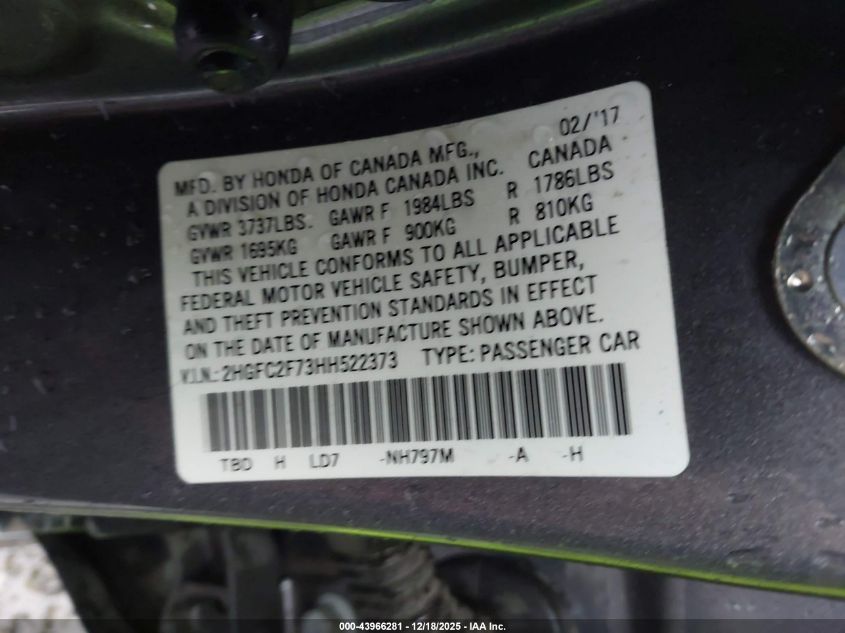 02/'17
MFD. BY HONDA OF CANADA MFG., CANADA
A DIVISION OF HONDA CANADA INC.
GVWR 3737LBS. GAWR F 1984LBS R 1786LBS
GVWR 1695KG GAWR F 900KG R 810KG
THIS VEHICLE CONFORMS TO ALL APPLICABLE
FEDERAL MOTOR VEHICLE SAFETY, BUMPER,
AND THEFT PREVENTION STANDARDS IN EFFECT
ON THE DATE OF MANUFACTURE SHOWN ABOVE.
V.I.N.:2HGFC2F73HH522373 TYPE: PASSENGER CAR
TBD H LD7 -NH797M -A -H
000-43966281 - 12/18/2025 - IAA Inc.